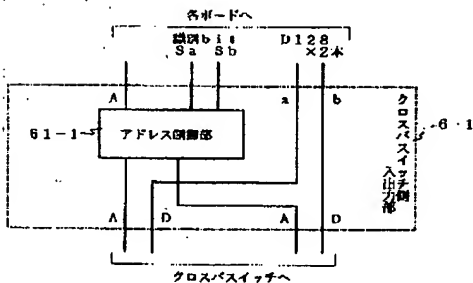 各ボードへ
識別bit D128
Sa Sb ×2本
A a b
61-1 アドレス制御部
クロスバスイッチ側
入出力部
6・1
A D A D
クロスバスイッチへ